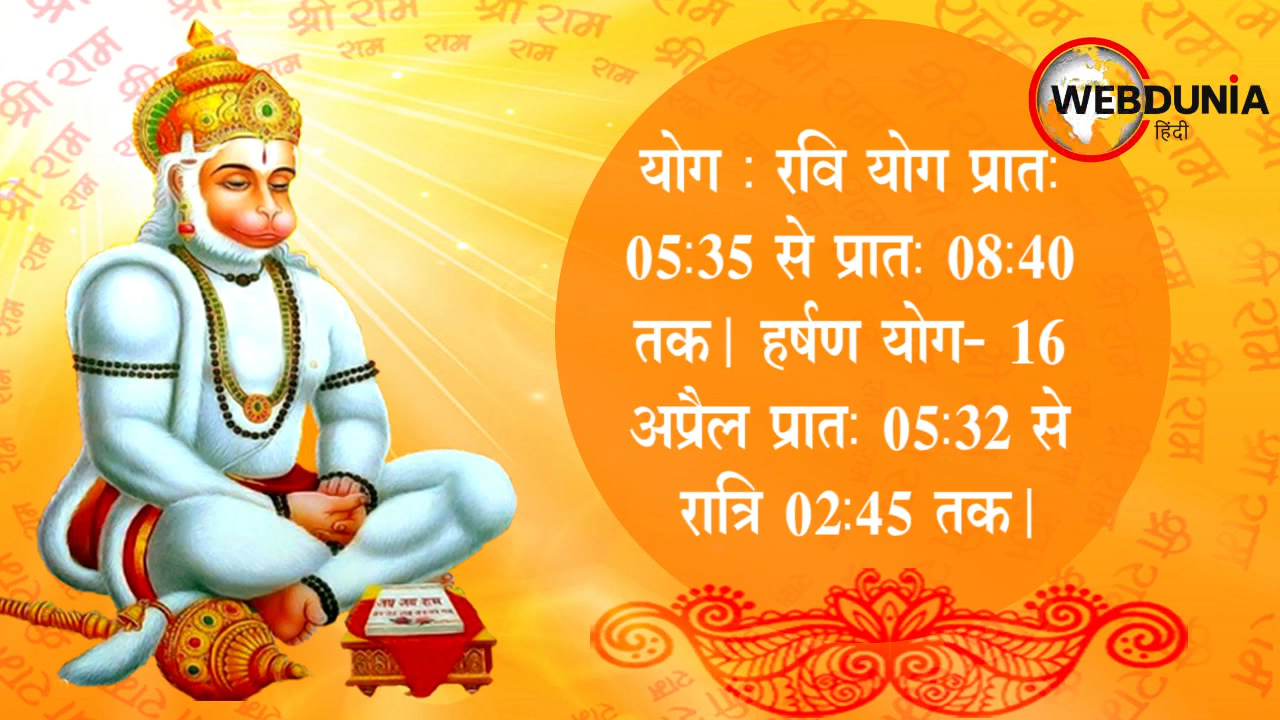 WEBDUNIA
हिंदी
योग : रवि योग प्रातः
05:35 से प्रातः 08:40
तक। हर्षण योग- 16
अप्रैल प्रातः 05:32 से
रात्रि 02:45 तक।
श्री राम
श्री राम
श्री राम
राम
राम
राम
राम
श्री राम
श्री राम
राम
राम